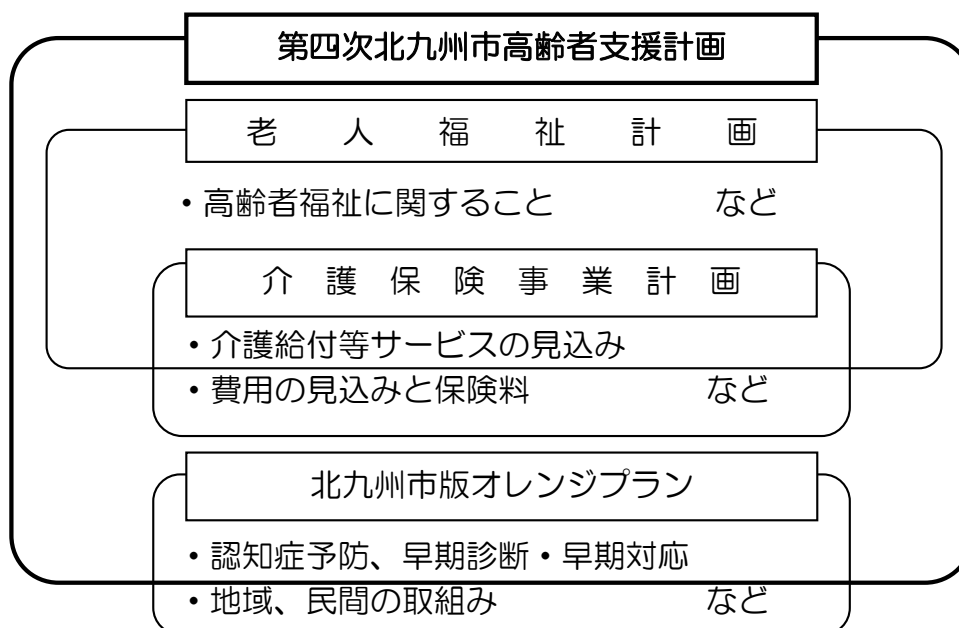 第四次北九州市高齢者支援計画
老人福祉計画
・高齢者福祉に関すること など
介護保険事業計画
・介護給付等サービスの見込み
・費用の見込みと保険料 など
北九州市版オレンジプラン
・認知症予防、早期診断・早期対応
・地域、民間の取組み など